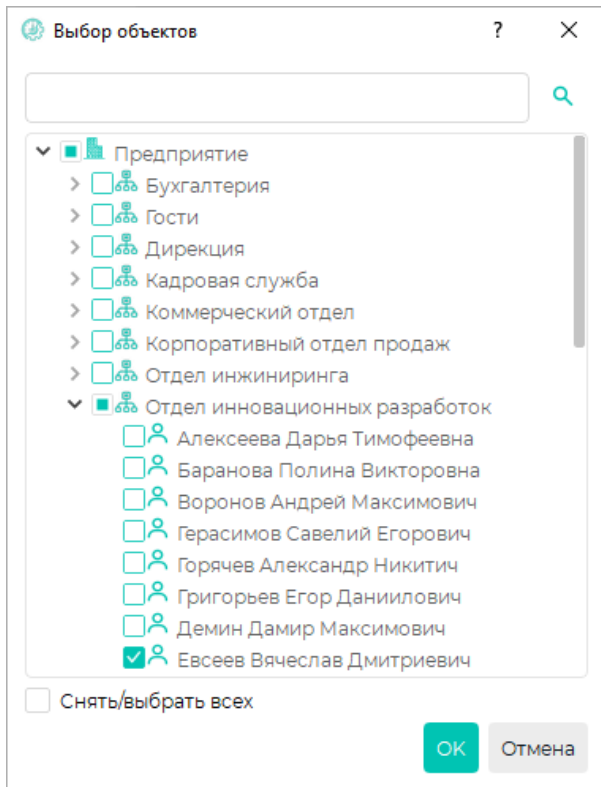 Выбор объектов ?
Предприятие
Бухгалтерия
Гости
Дирекция
Кадровая служба
Коммерческий отдел
Корпоративный отдел продаж
Отдел инжиниринга
Отдел инновационных разработок
Алексеева Дарья Тимофеевна
Баранова Полина Викторовна
Воронов Андрей Максимович
Герасимов Савелий Егорович
Горячев Александр Никитич
Григорьев Егор Даниилович
Демин Дамир Максимович
Евсеев Вячеслав Дмитриевич
Снять/выбрать всех
OK Отмена